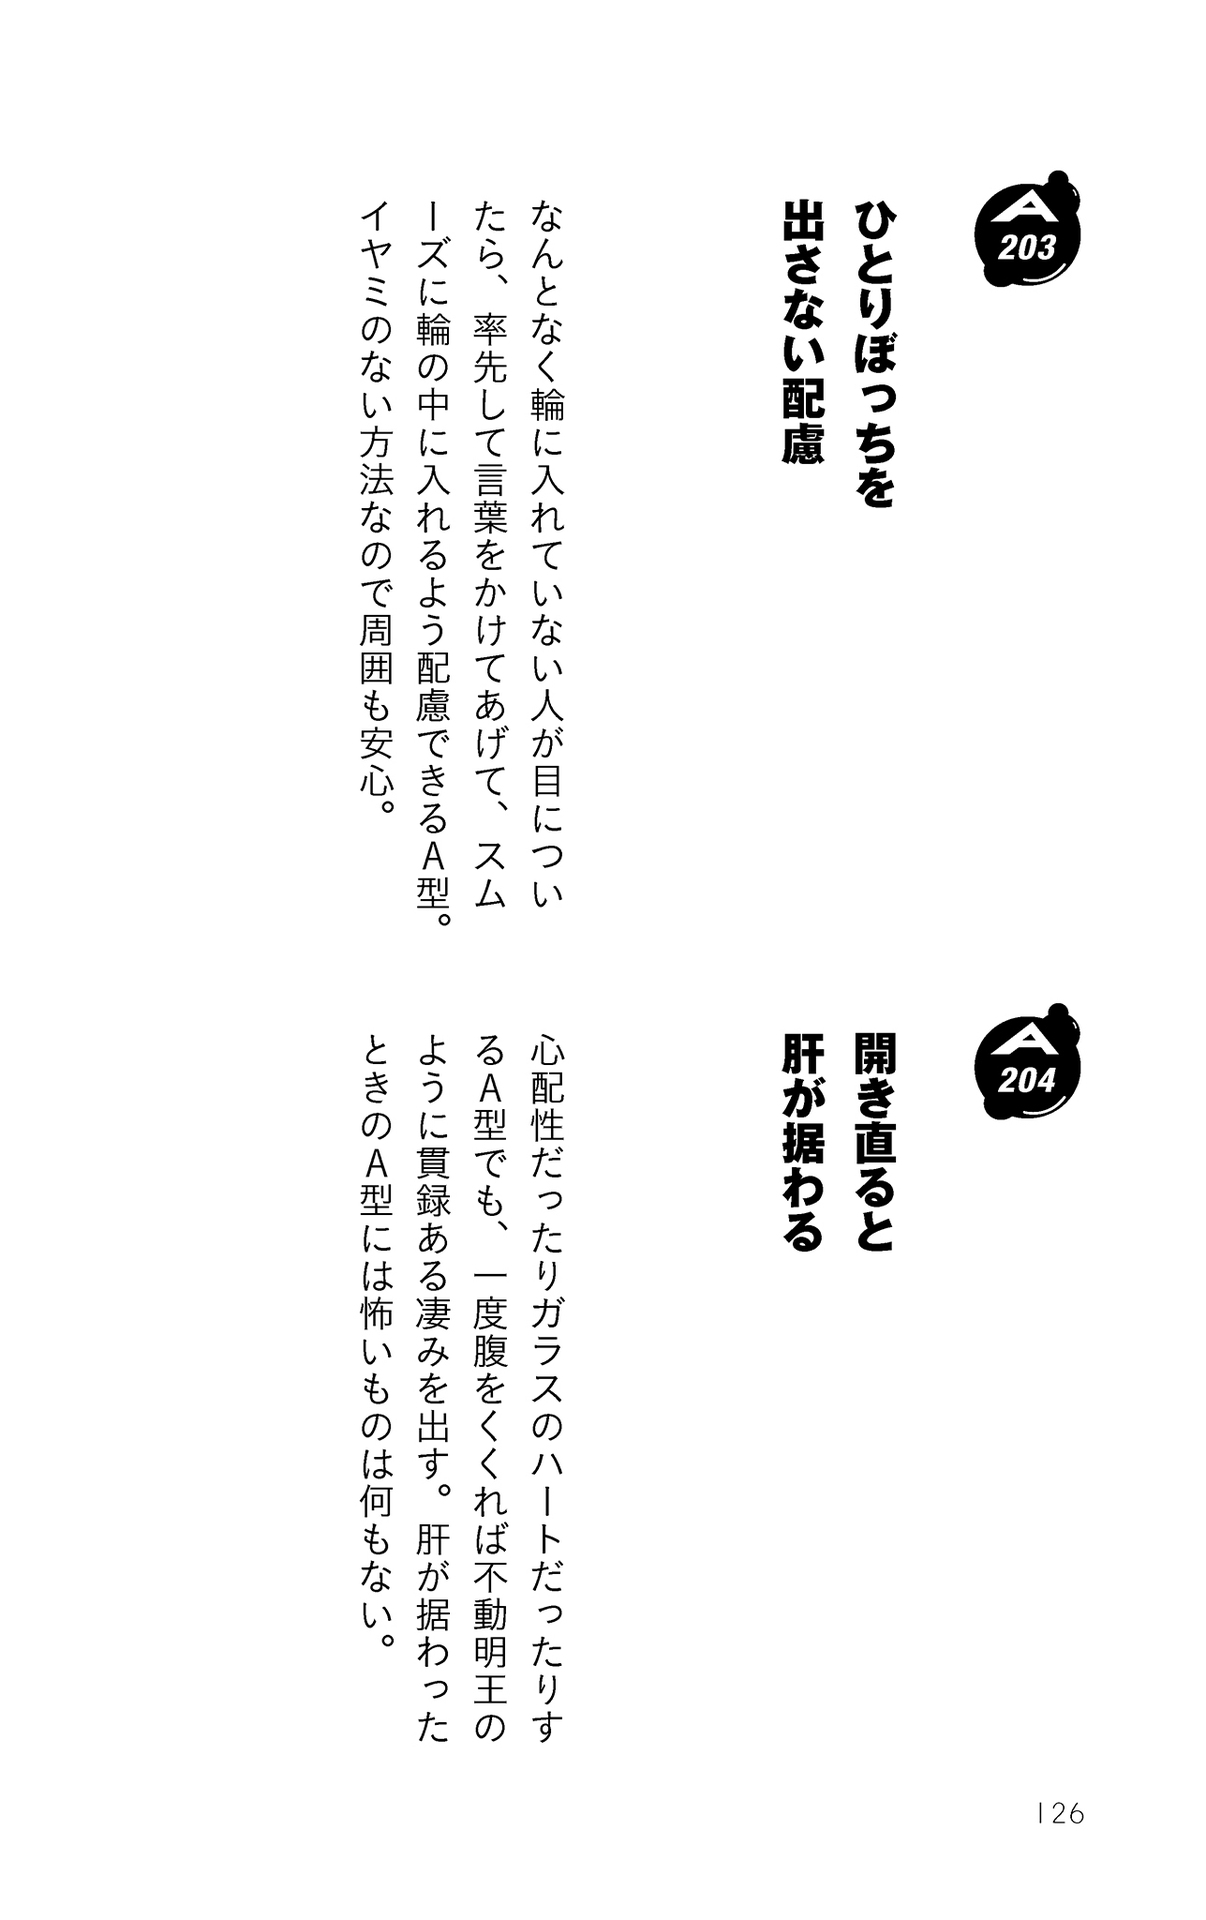 A
203
ひとりぼっちを
出さない配慮
なんとなく輪に入れていない人が目につい
たら、率先して言葉をかけてあげて、スム
ーズに輪の中に入れるよう配慮できるA型。
イヤミのない方法なので周囲も安心。
A
204
開き直ると
肝が据わる
心配性だったりガラスのハートだったりす
るA型でも、一度腹をくくれば不動明王の
ように貫録ある凄みを出す。肝が据わった
ときのA型には怖いものは何もない。
126